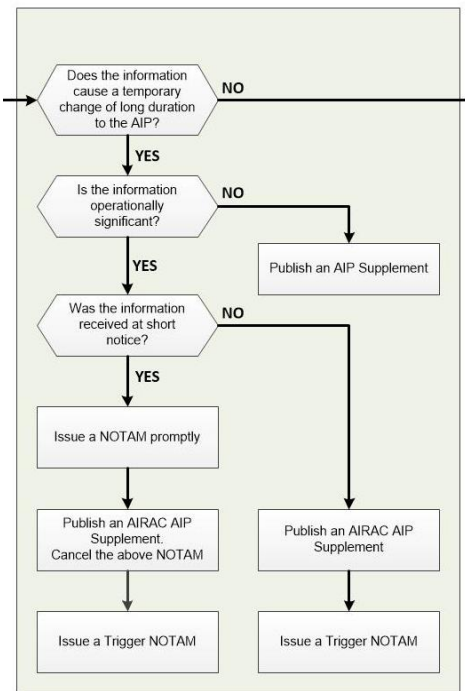 Does the information
cause a temporary
change of long duration
to the AIP?
NO
YES
Is the information
operationally
significant?
NO
Publish an AIP Supplement
YES
Was the information
received at short
notice?
NO
YES
Issue a NOTAM promptly
Publish an AIRAC AIP
Supplement.
Cancel the above NOTAM
Publish an AIRAC AIP
Supplement
Issue a Trigger NOTAM
Issue a Trigger NOTAM